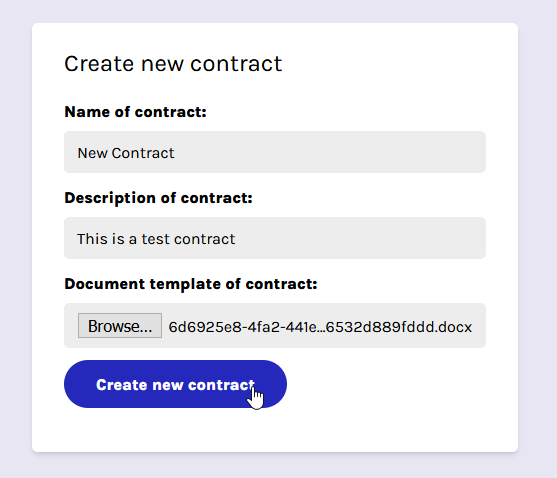 Create new contract
Name of contract:
New Contract
Description of contract:
This is a test contract
Document template of contract:
Browse... 6d6925e8-4fa2-441e...6532d889fddd.docx
Create new contract